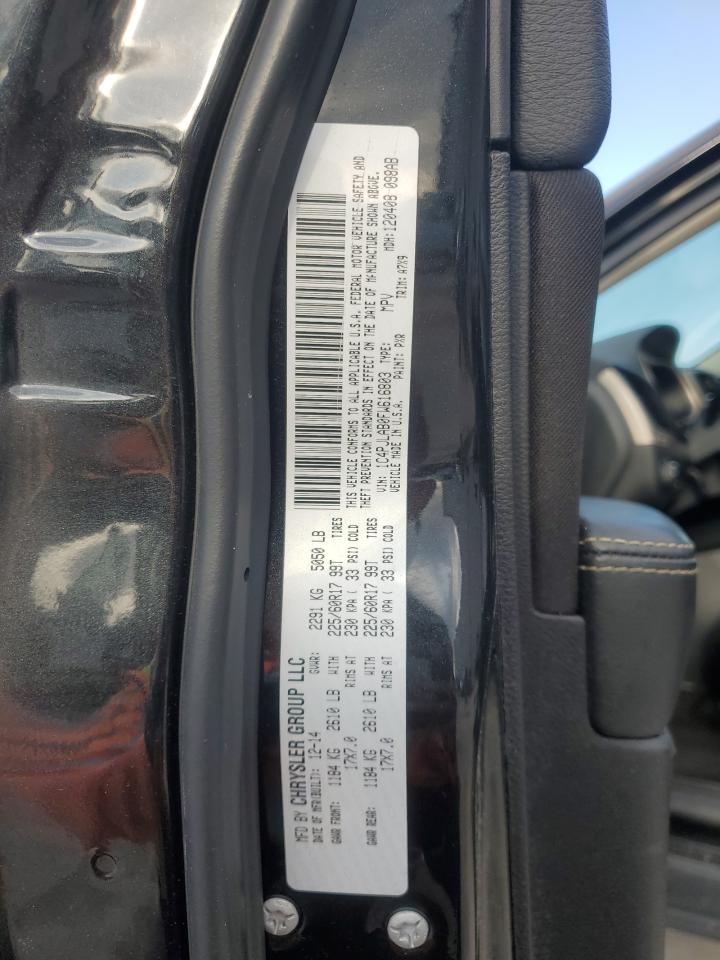 MFD BY CHRYSLER GROUP LLC
DATE OF MFR(BUILT): 12-14 GVWR: 2291 KG 5050 LB
GAWR FRONT: 1184 KG 2610 LB WITH 225/60R17 99T TIRES
17X7.0 RIMS AT 230 KPA ( 33 PSI) COLD
GAWR REAR: 1184 KG 2610 LB WITH 225/60R17 99T TIRES
17X7.0 RIMS AT 230 KPA ( 33 PSI) COLD
THIS VEHICLE CONFORMS TO ALL APPLICABLE U.S.A. FEDERAL MOTOR VEHICLE SAFETY AND
THEFT PREVENTION STANDARDS IN EFFECT ON THE DATE OF MANUFACTURE SHOWN ABOVE.
VIN: 1C4PJLAB0FW616803 TYPE: MPV MDH: 120408 098AB
VEHICLE MADE IN U.S.A. PAINT: PXR TRIM: A7X9